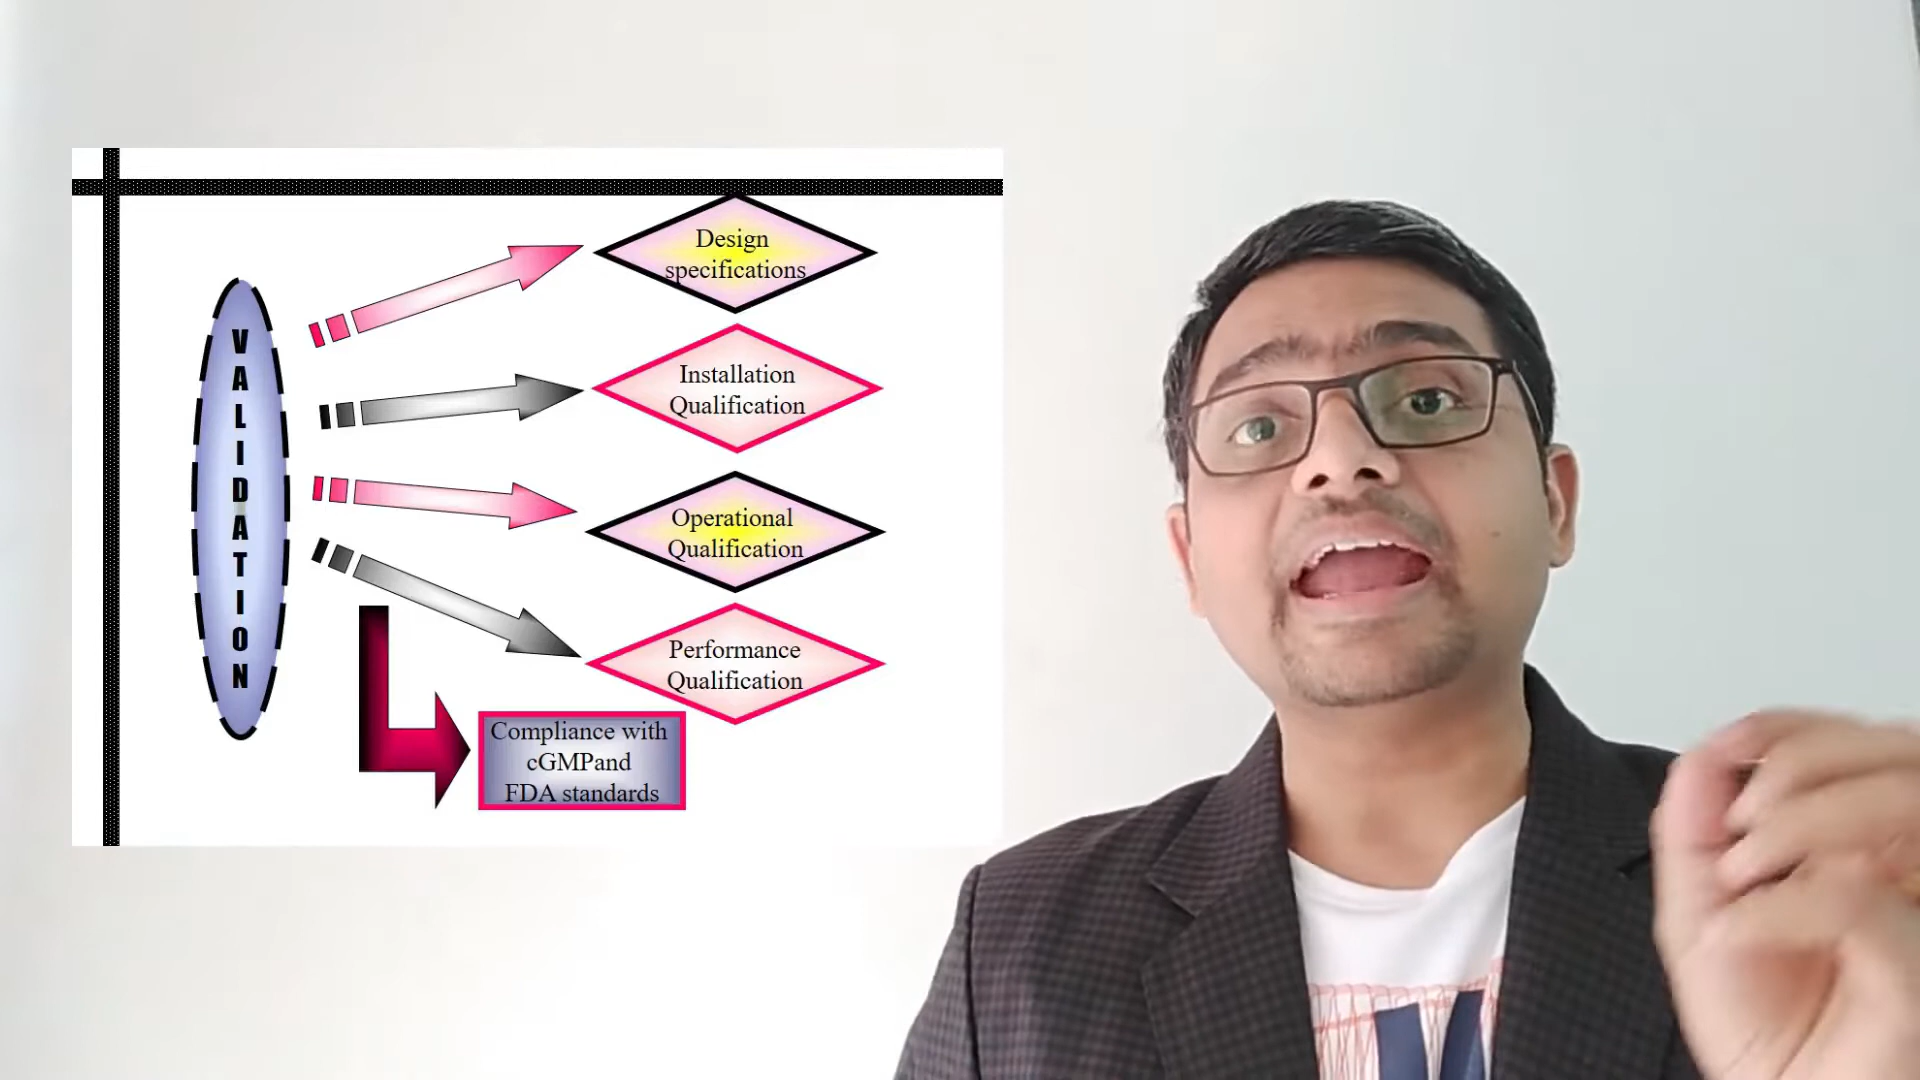 VALIDATION
Design
specifications
Installation
Qualification
Operational
Qualification
Performance
Qualification
Compliance with
cGMPand
FDA standards